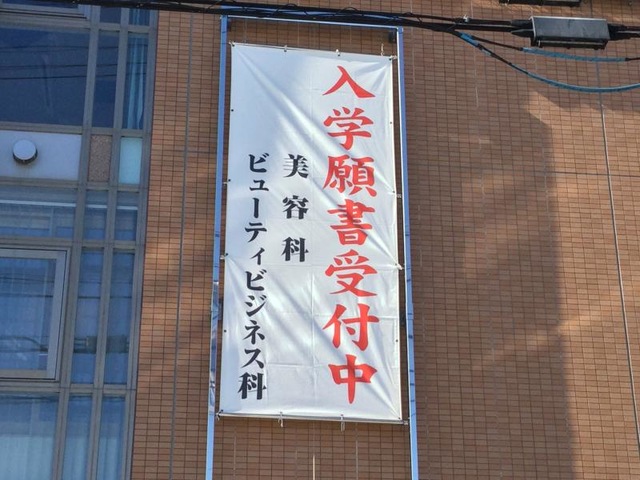 入学願書受付中
美容科
ビューティビジネス科